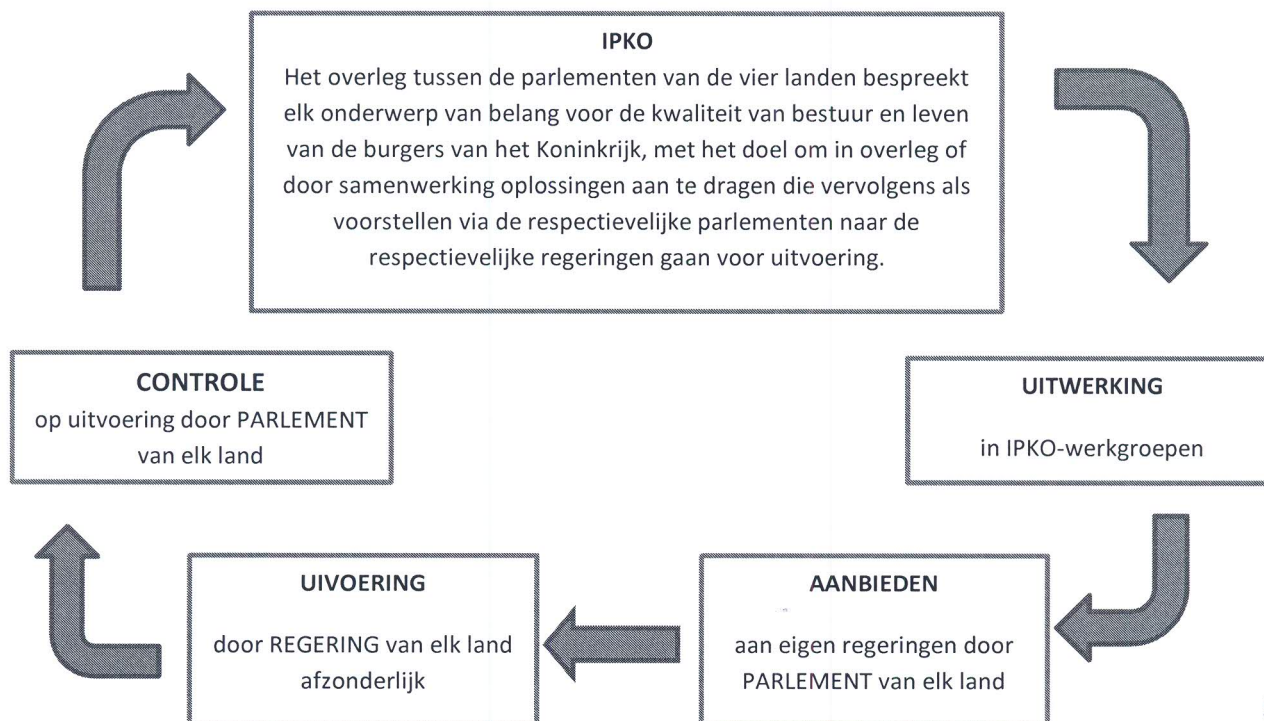 IPKO
Het overleg tussen de parlementen van de vier landen bespreekt
elk onderwerp van belang voor de kwaliteit van bestuur en leven
van de burgers van het Koninkrijk, met het doel om in overleg of
door samenwerking oplossingen aan te dragen die vervolgens als
voorstellen via de respectievelijke parlementen naar de
respectievelijke regeringen gaan voor uitvoering.
UITWERKING
in IPKO-werkgroepen
AANBIEDEN
aan eigen regeringen door
PARLEMENT van elk land
UIVOERING
door REGERING van elk land
afzonderlijk
CONTROLE
op uitvoering door PARLEMENT
van elk land